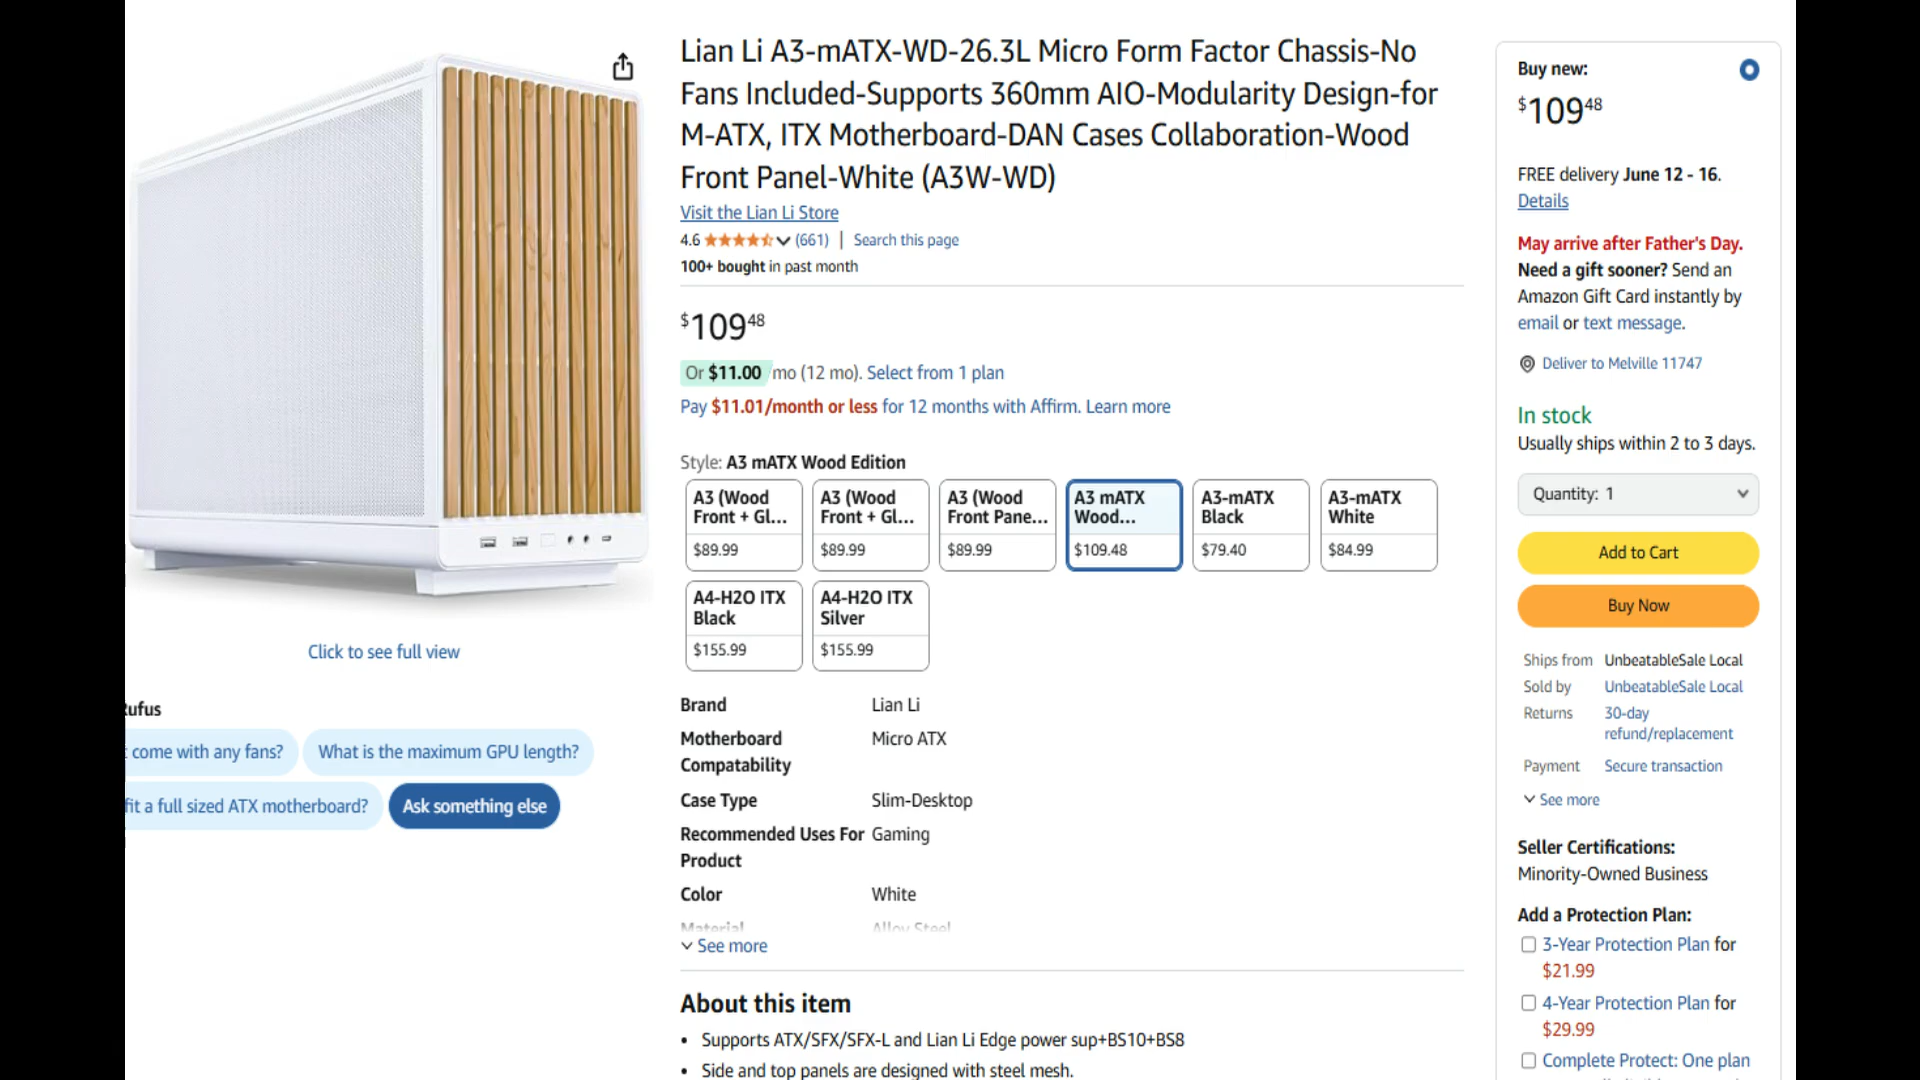 Lian Li A3-mATX-WD-26.3L Micro Form Factor Chassis-No
Fans Included-Supports 360mm AIO-Modularity Design-for
M-ATX, ITX Motherboard-DAN Cases Collaboration-Wood
Front Panel-White (A3W-WD)
Visit the Lian Li Store
4.6 (661) | Search this page
100+ bought in past month
$109 48
Or $11.00 /mo (12 mo). Select from 1 plan
Pay $11.01/month or less for 12 months with Affirm. Learn more
Style: A3 mATX Wood Edition
A3 (Wood
Front + Gl...
$89.99
A3 (Wood
Front + Gl...
$89.99
A3 (Wood
Front Pane...
$89.99
A3 mATX
Wood...
$109.48
A3-mATX
Black
$79.40
A3-mATX
White
$84.99
A4-H2O ITX
Black
$155.99
A4-H2O ITX
Silver
$155.99
Click to see full view
Rufus
come with any fans?
What is the maximum GPU length?
fit a full sized ATX motherboard?
Ask something else
Brand Lian Li
Motherboard Micro ATX
Compatability
Case Type Slim-Desktop
Recommended Uses For Gaming
Product
Color White
Material Alloy Steel
See more
About this item
• Supports ATX/SFX/SFX-L and Lian Li Edge power sup+BS10+BS8
• Side and top panels are designed with steel mesh.
Buy new:
$109 48
FREE delivery June 12 - 16.
Details
May arrive after Father's Day.
Need a gift sooner? Send an
Amazon Gift Card instantly by
email or text message.
Deliver to Melville 11747
In stock
Usually ships within 2 to 3 days.
Quantity: 1
Add to Cart
Buy Now
Ships from UnbeatableSale Local
Sold by UnbeatableSale Local
Returns 30-day
refund/replacement
Payment Secure transaction
See more
Seller Certifications:
Minority-Owned Business
Add a Protection Plan:
3-Year Protection Plan for
$21.99
4-Year Protection Plan for
$29.99
Complete Protect: One plan